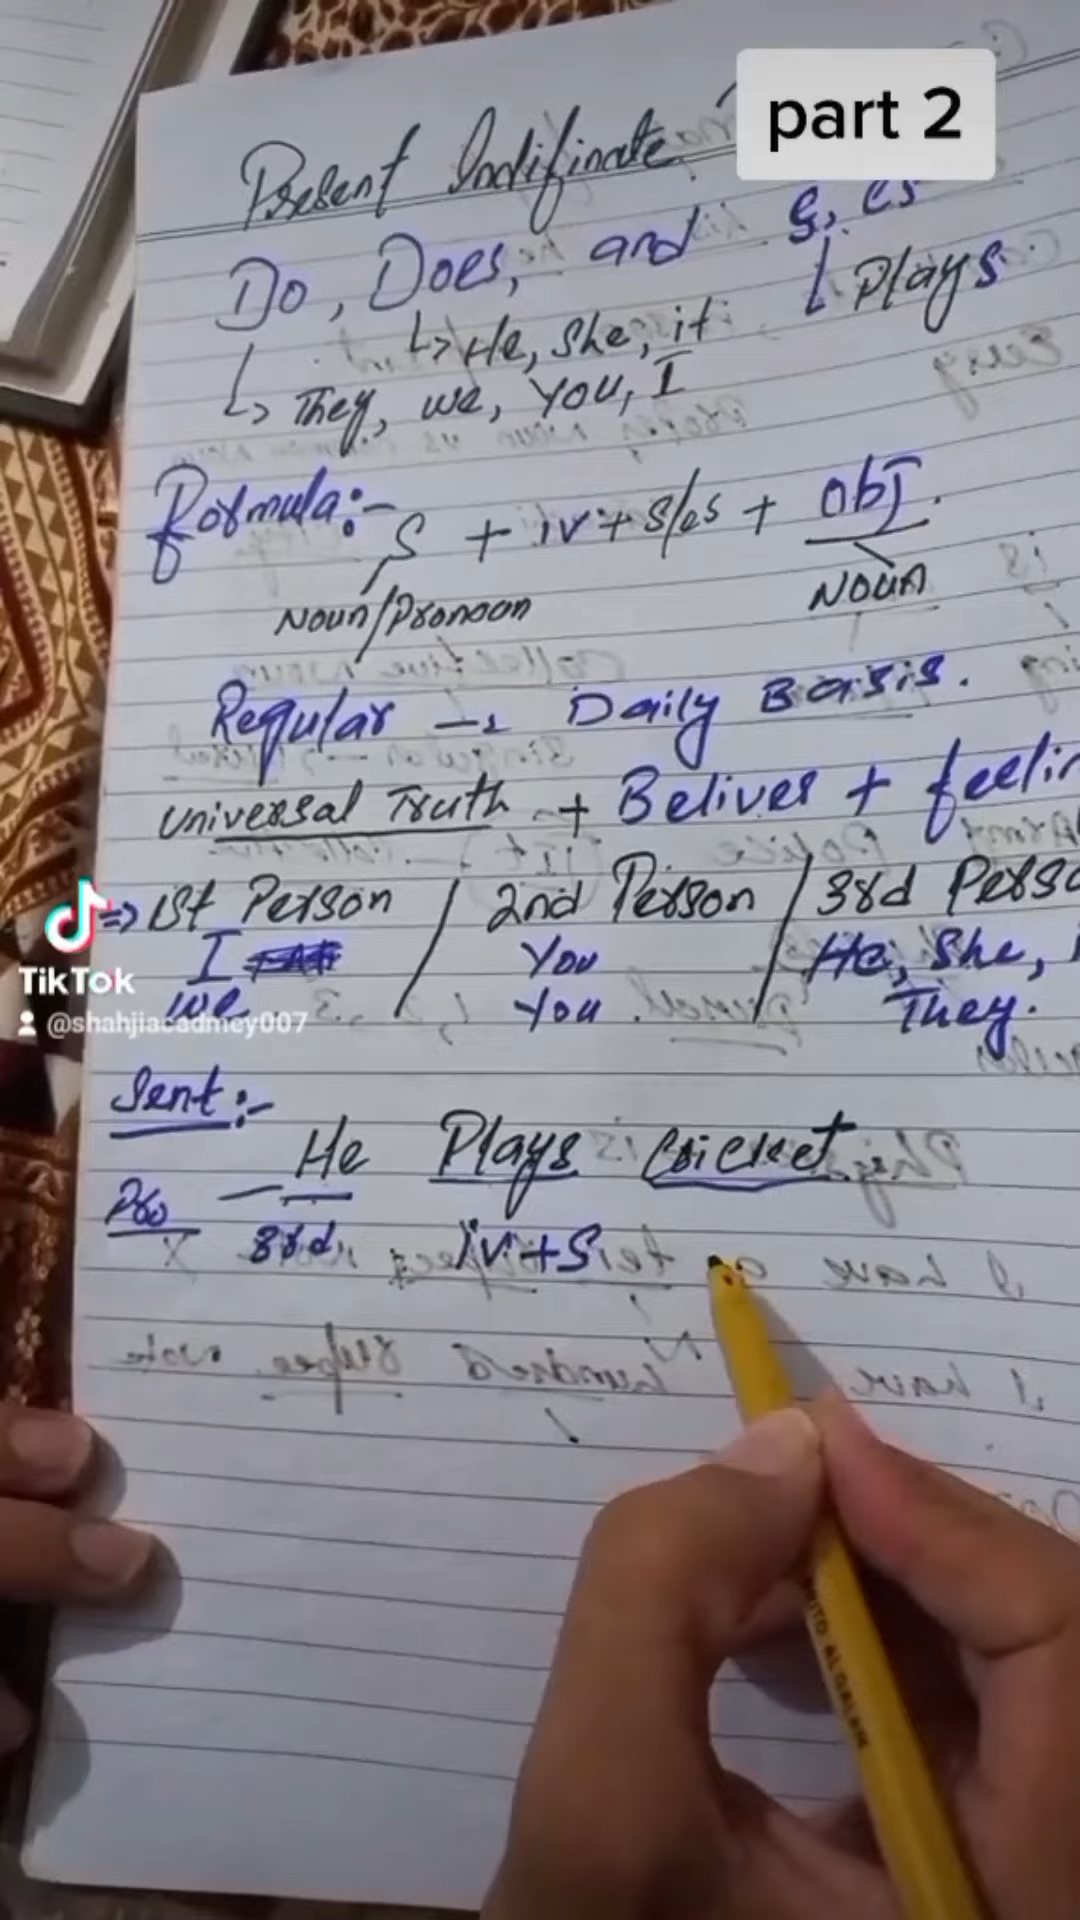 part 2
Present Indifinate
Do, Does, and s, es
Plays
He, She, it
They, we, you, I
Formula:-
S + iv + s/es + obj.
Noun/Pronoun
Noun
Regular → Daily Basis.
universal Truth + Belives + feelin
⇒ 1st Person / 2nd Person / 3rd Perso
I You He, She, i
we You They.
TikTok
@shahjiacadmey007
Sent:-
He Plays cricket.
Pro
3rd iv+S